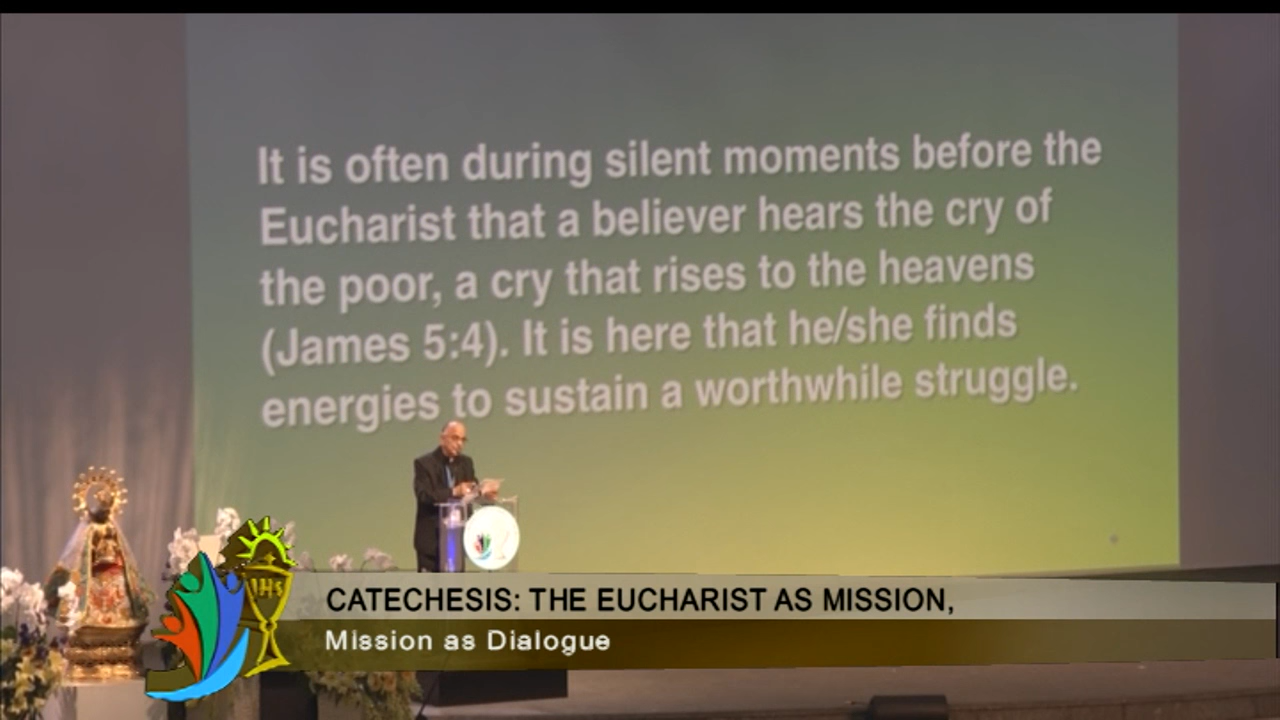 It is often during silent moments before the
Eucharist that a believer hears the cry of
the poor, a cry that rises to the heavens
(James 5:4). It is here that he/she finds
energies to sustain a worthwhile struggle.
IHS
CATECHESIS: THE EUCHARIST AS MISSION,
Mission as Dialogue